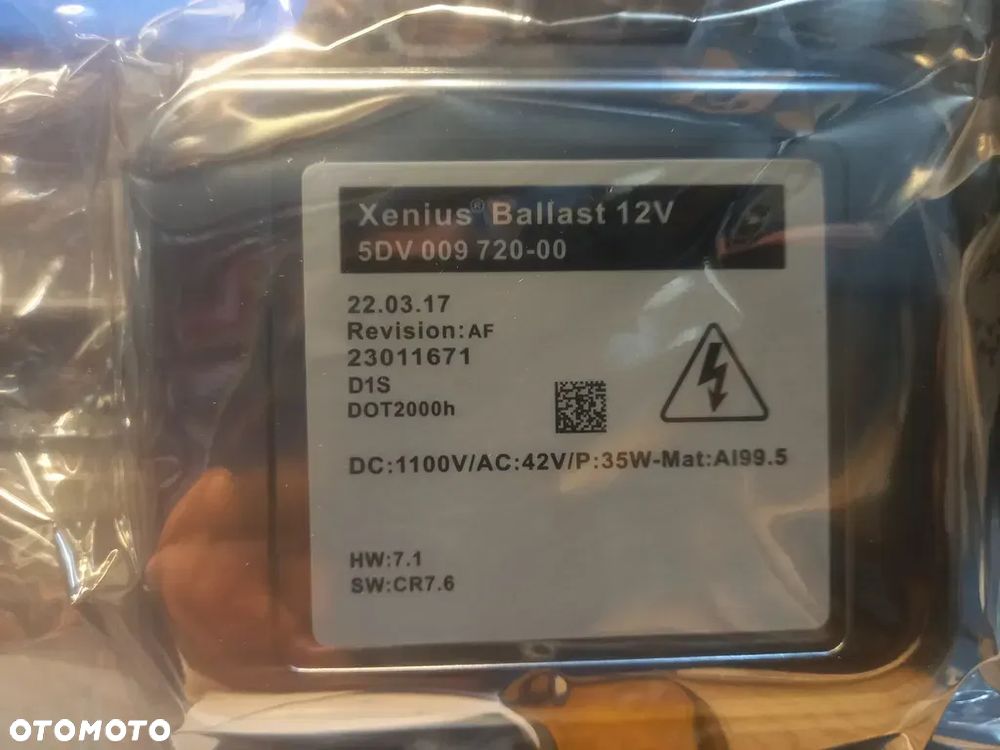 Xenius® Ballast 12V
5DV 009 720-00
22.03.17
Revision:AF
23011671
D1S
DOT2000h
DC:1100V/AC:42V/P:35W-Mat:Al99.5
HW:7.1
SW:CR7.6
OTOMOTO